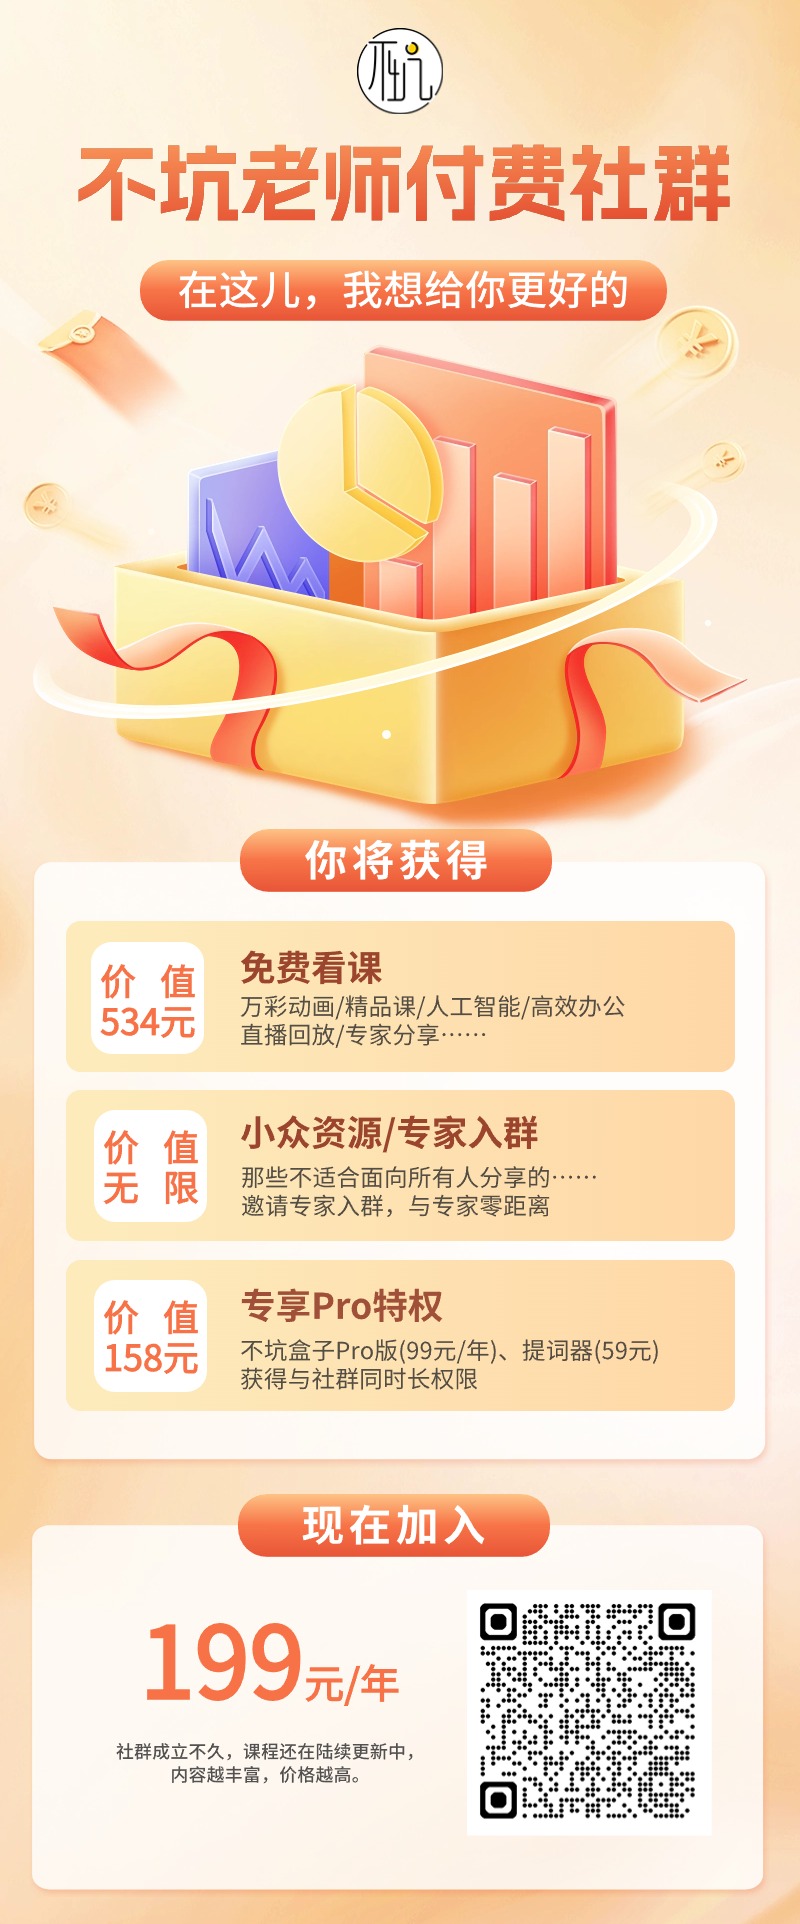 不坑
不坑老师付费社群
在这儿，我想给你更好的
你将获得
价 值
534元
免费看课
万彩动画/精品课/人工智能/高效办公
直播回放/专家分享……
价 值
无 限
小众资源/专家入群
那些不适合面向所有人分享的……
邀请专家入群，与专家零距离
价 值
158元
专享Pro特权
不坑盒子Pro版(99元/年)、提词器(59元)
获得与社群同时长权限
现在加入
199元/年
社群成立不久，课程还在陆续更新中，
内容越丰富，价格越高。